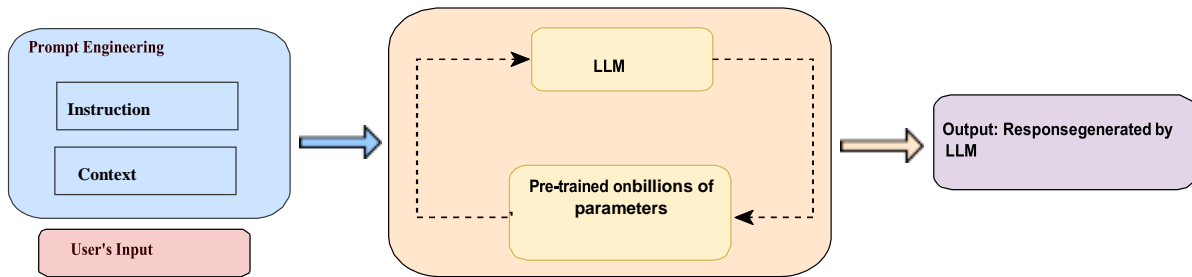 Prompt Engineering
Instruction
Context
User's Input
LLM
Pre-trained onbillions of
parameters
Output: Responsegenerated by
LLM